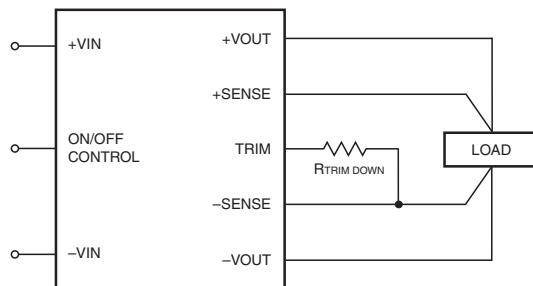 +VIN
ON/OFF
CONTROL
–VIN
+VOUT
+SENSE
TRIM
–SENSE
–VOUT
RTRIM DOWN
LOAD